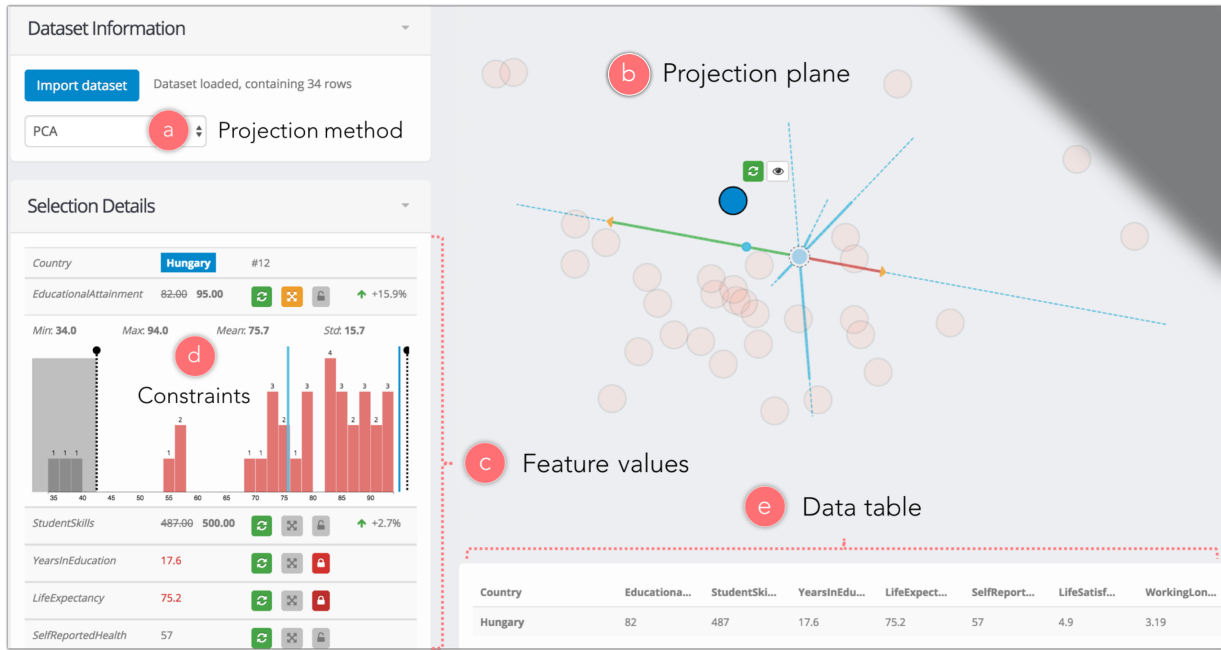 Dataset Information
Import dataset
Dataset loaded, containing 34 rows
PCA
a
Projection method
Selection Details
Country Hungary #12
EducationalAttainment 82.00 95.00 +15.9%
Min: 34.0 Max: 94.0 Mean: 75.7 Std: 15.7
d
Constraints
1 1 1 1 2 1 1 3 2 1 3 4 3 2 3 2 3
35 40 45 50 55 60 65 70 75 80 85 90
StudentSkills 487.00 500.00 +2.7%
YearsInEducation 17.6
LifeExpectancy 75.2
SelfReportedHealth 57
b Projection plane
c Feature values
e Data table
Country Educationa... StudentSki... YearsInEdu... LifeExpect... SelfReport... LifeSatisf... WorkingLon...
Hungary 82 487 17.6 75.2 57 4.9 3.19